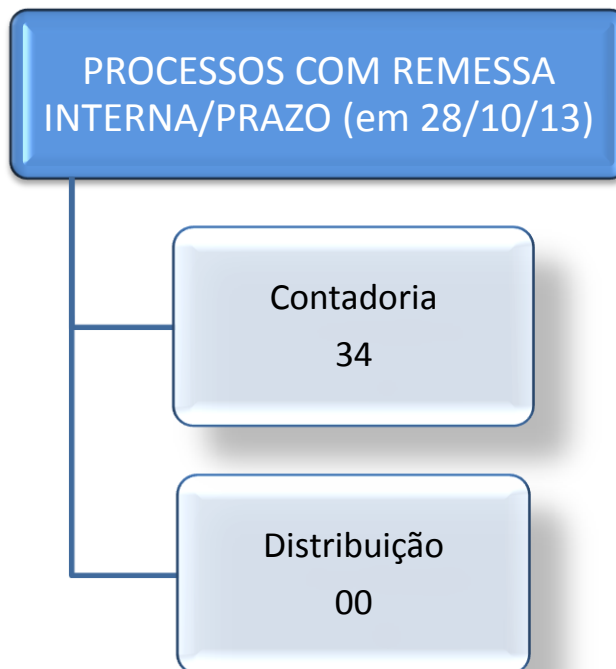 PROCESSOS COM REMESSA
INTERNA/PRAZO (em 28/10/13)
Contadoria
34
Distribuição
00